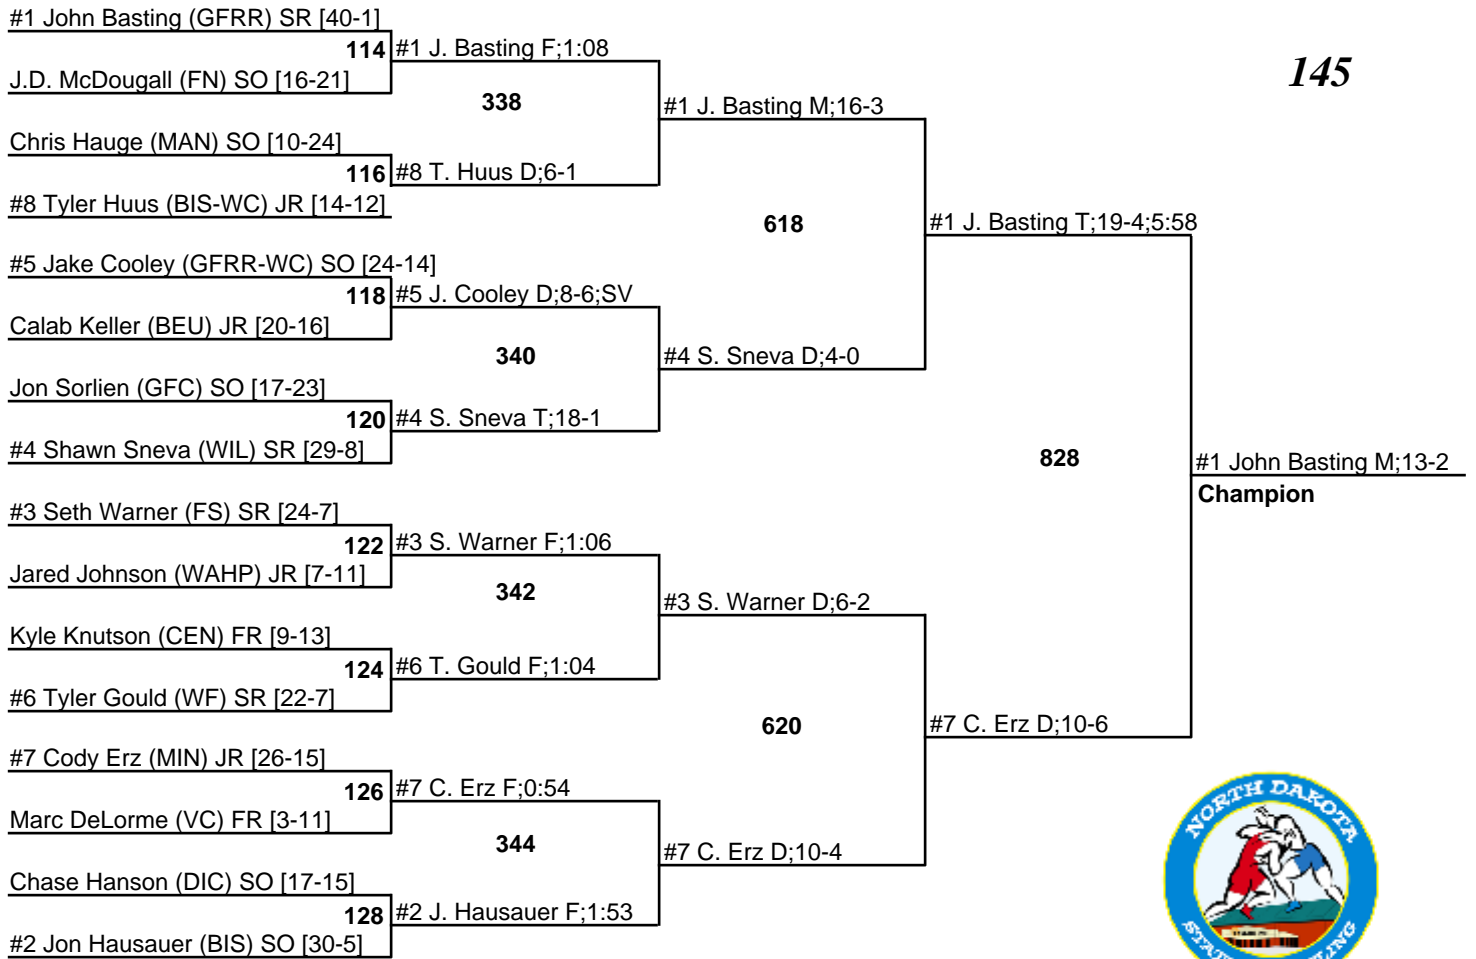 #1 John Basting (GFRR) SR [40-1]
114 #1 J. Basting F;1:08
145
J.D. McDougall (FN) SO [16-21]
338
#1 J. Basting M;16-3
Chris Hauge (MAN) SO [10-24]
116 #8 T. Huus D;6-1
#8 Tyler Huus (BIS-WC) JR [14-12]
618
#1 J. Basting T;19-4;5:58
#5 Jake Cooley (GFRR-WC) SO [24-14]
118 #5 J. Cooley D;8-6;SV
Calab Keller (BEU) JR [20-16]
340
#4 S. Sneva D;4-0
Jon Sorlien (GFC) SO [17-23]
120 #4 S. Sneva T;18-1
#4 Shawn Sneva (WIL) SR [29-8]
828
#1 John Basting M;13-2
Champion
#3 Seth Warner (FS) SR [24-7]
122 #3 S. Warner F;1:06
Jared Johnson (WAHP) JR [7-11]
342
#3 S. Warner D;6-2
Kyle Knutson (CEN) FR [9-13]
124 #6 T. Gould F;1:04
#6 Tyler Gould (WF) SR [22-7]
620
#7 C. Erz D;10-6
#7 Cody Erz (MIN) JR [26-15]
126 #7 C. Erz F;0:54
Marc DeLorme (VC) FR [3-11]
344
#7 C. Erz D;10-4
Chase Hanson (DIC) SO [17-15]
128 #2 J. Hausauer F;1:53
#2 Jon Hausauer (BIS) SO [30-5]
NORTH DAKOTA